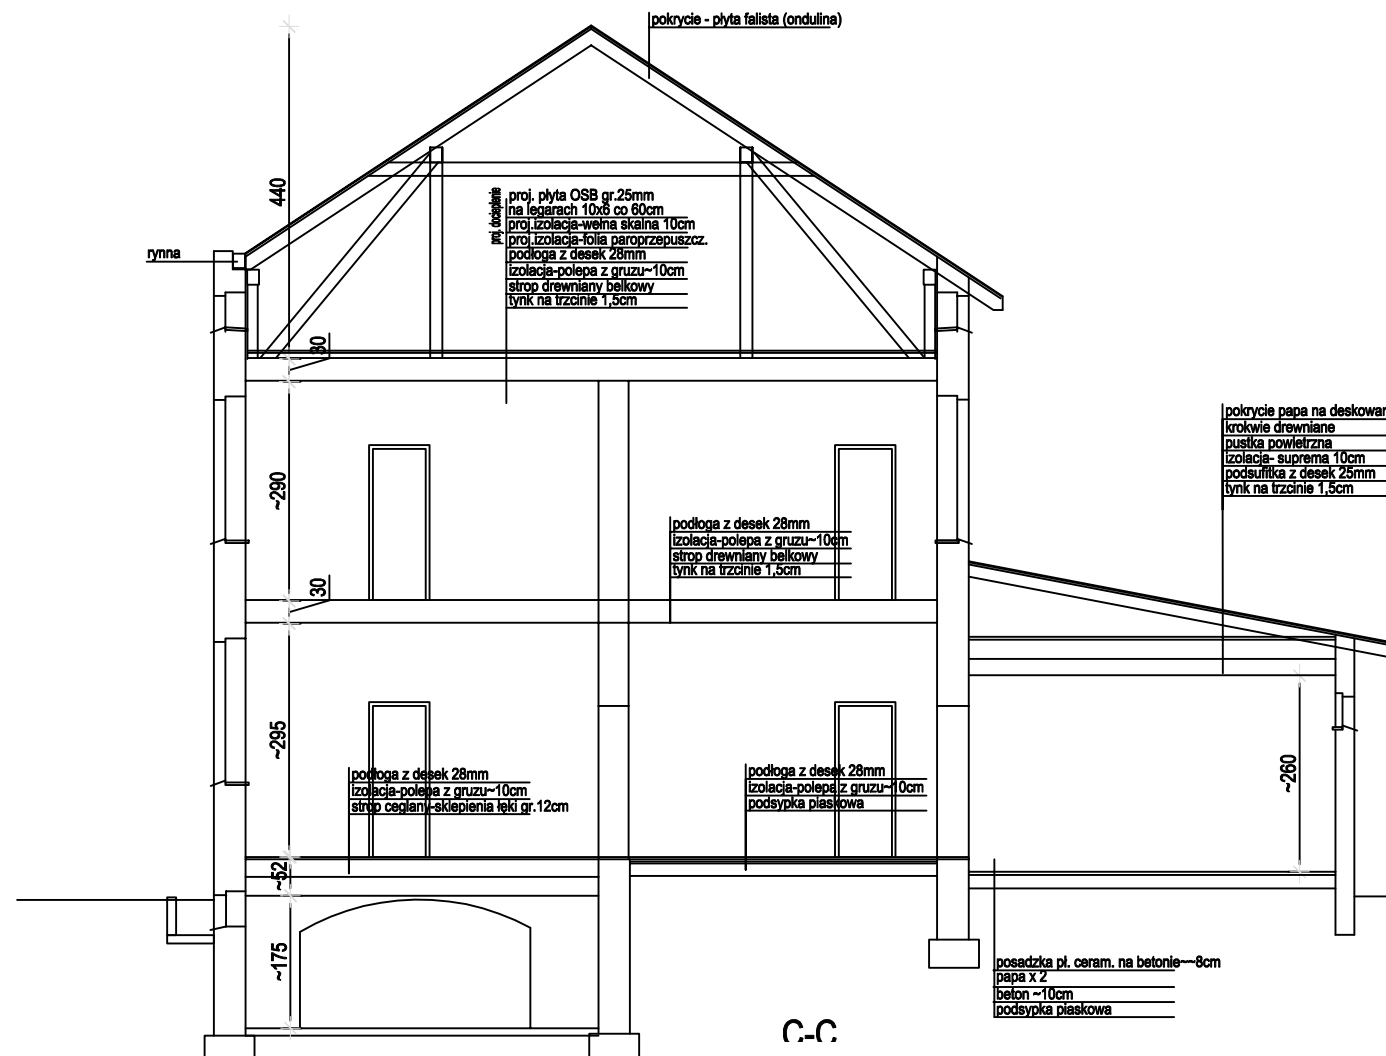 pokrycie - płyta falista (ondulina)
440
proj. docieplenie
proj. płyta OSB gr.25mm
na legarach 10x6 co 60cm
proj.izolacja-wełna skalna 10cm
proj.izolacja-folia paroprzepuszcz.
podłoga z desek 28mm
izolacja-polepa z gruzu~10cm
strop drewniany belkowy
tynk na trzcinie 1,5cm
rynna
30
pokrycie papa na deskowan
krokwie drewniane
pustka powietrzna
izolacja- suprema 10cm
podsufitka z desek 25mm
tynk na trzcinie 1,5cm
~290
podłoga z desek 28mm
izolacja-polepa z gruzu~10cm
strop drewniany belkowy
tynk na trzcinie 1,5cm
30
~295
~260
podłoga z desek 28mm
izolacja-polepa z gruzu~10cm
strop ceglany-sklepienia łęki gr.12cm
podłoga z desek 28mm
izolacja-polepa z gruzu~10cm
podsypka piaskowa
~52
~175
posadzka pł. ceram. na betonie~~8cm
papa x 2
beton ~10cm
podsypka piaskowa
C-C